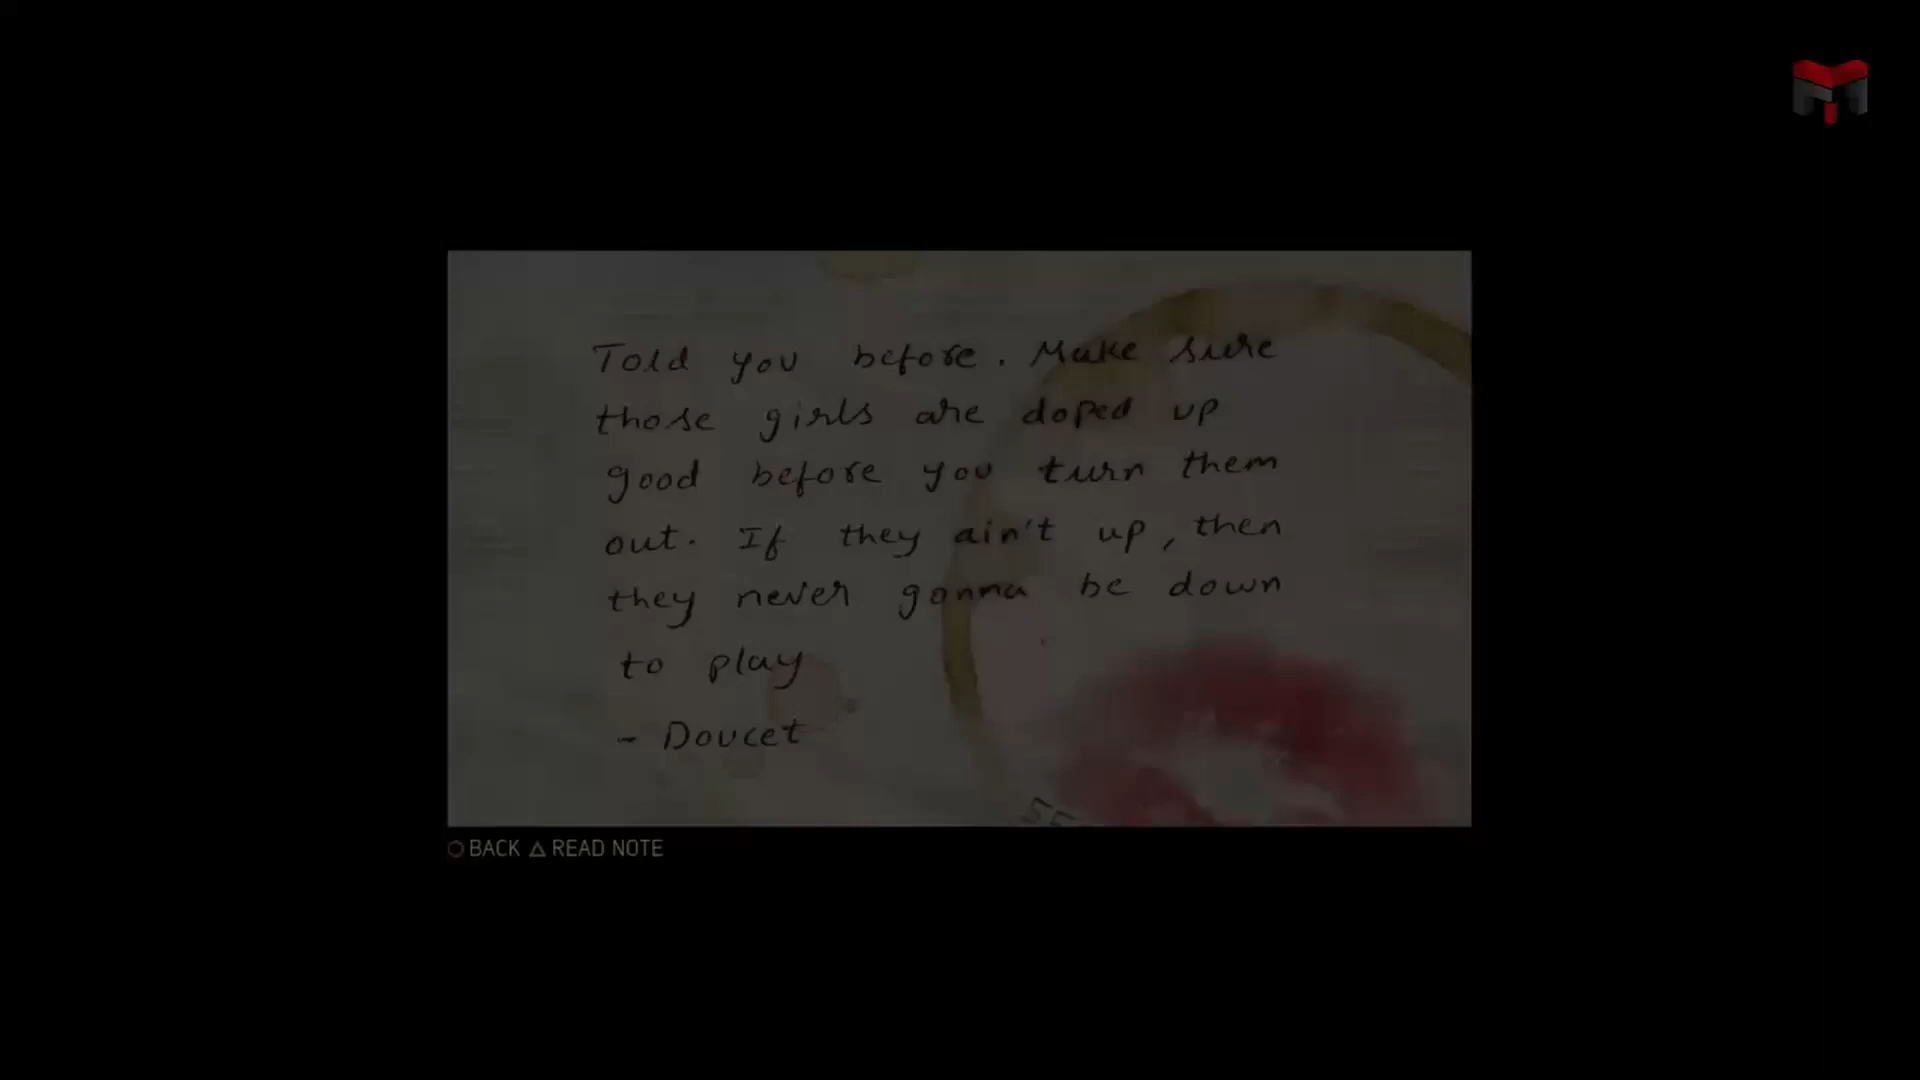 Told you before. Make sure
those girls are doped up
good before you turn them
out. If they ain't up, then
they never gonna be down
to play
- Doucet
BACK READ NOTE